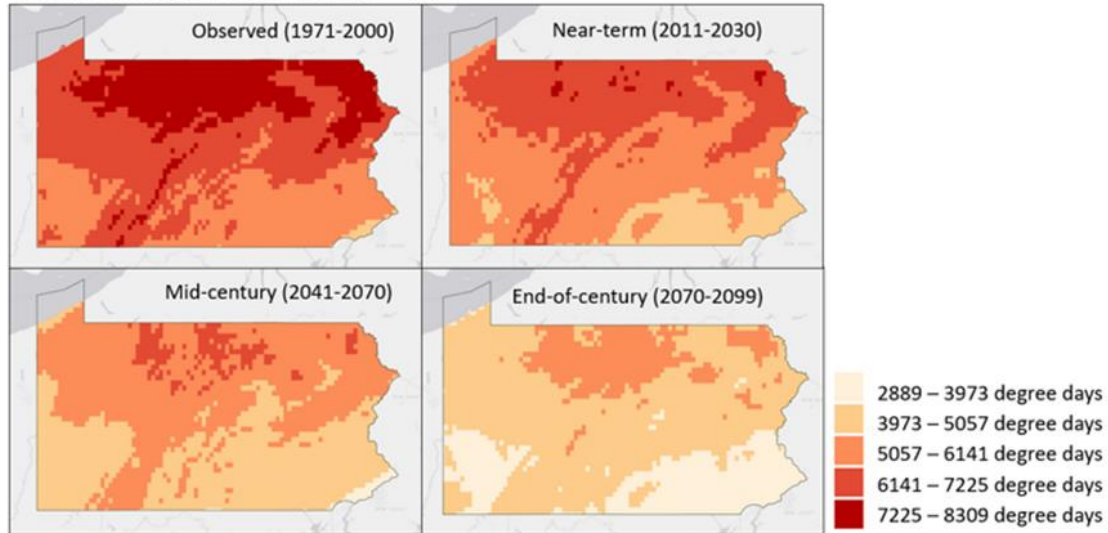 Observed (1971-2000)
Near-term (2011-2030)
Mid-century (2041-2070)
End-of-century (2070-2099)
2889 – 3973 degree days
3973 – 5057 degree days
5057 – 6141 degree days
6141 – 7225 degree days
7225 – 8309 degree days